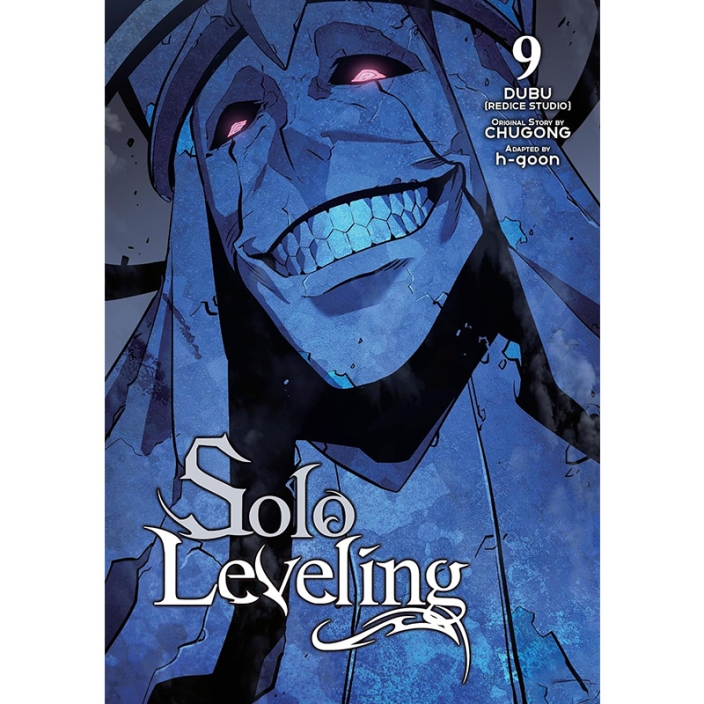 9
DUBU
(REDICE STUDIO)
ORIGINAL STORY BY
CHUGONG
ADAPTED BY
h-goon
Solo
Leveling